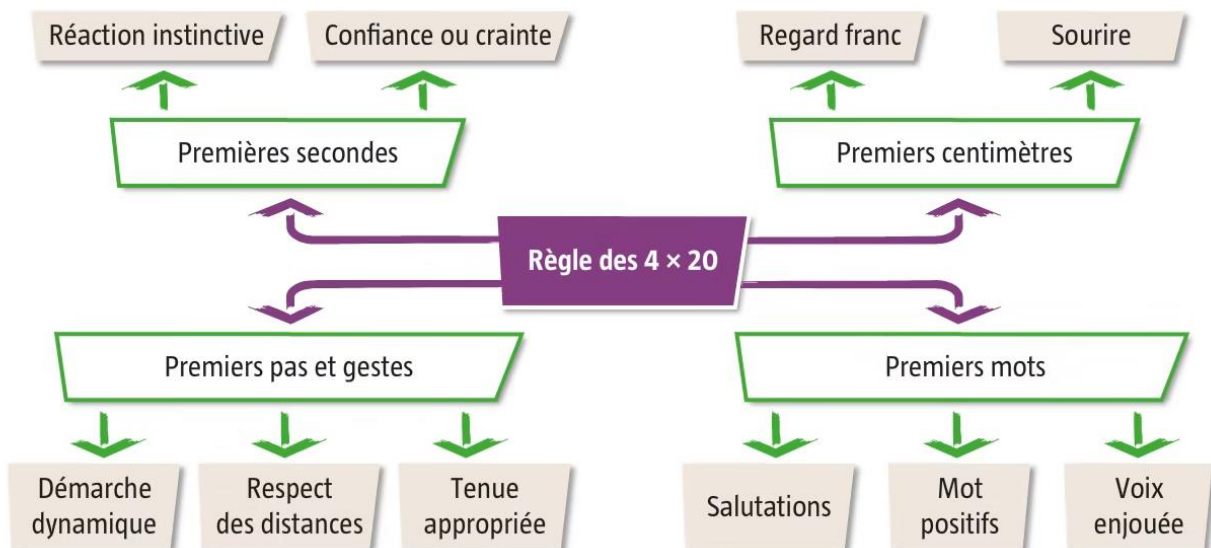 Réaction instinctive
Confiance ou crainte
Regard franc
Sourire
Premières secondes
Premiers centimètres
Règle des 4 × 20
Premiers pas et gestes
Premiers mots
Démarche
dynamique
Respect
des distances
Tenue
appropriée
Salutations
Mot
positifs
Voix
enjouée